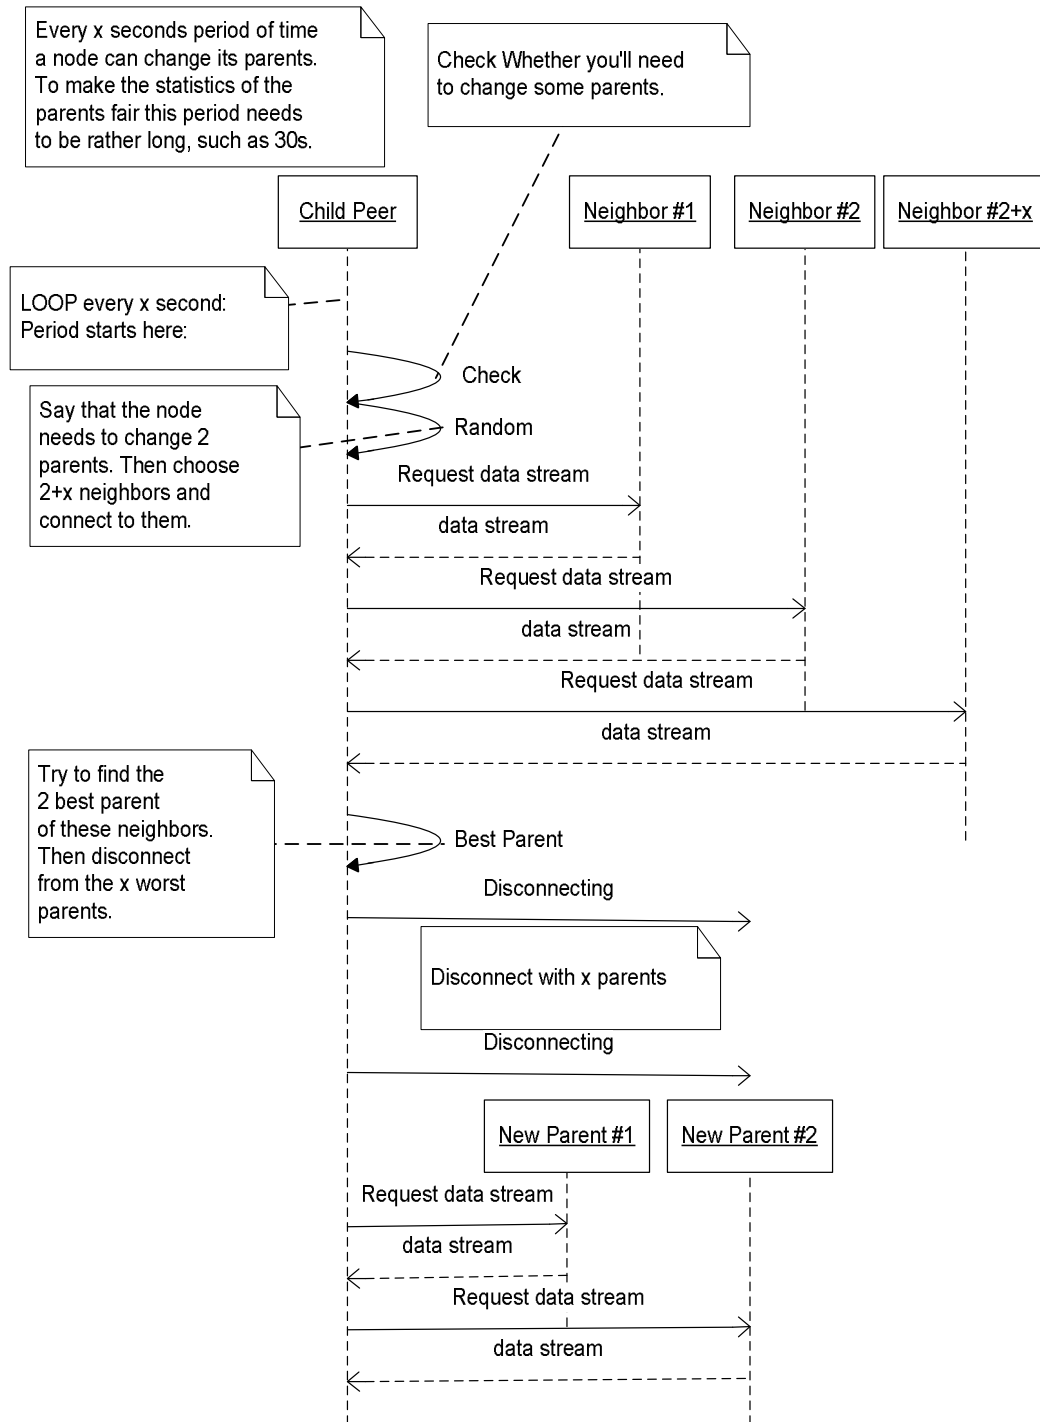 Every x seconds period of time
a node can change its parents.
To make the statistics of the
parents fair this period needs
to be rather long, such as 30s.
Check Whether you'll need
to change some parents.
Child Peer
Neighbor #1
Neighbor #2
Neighbor #2+x
LOOP every x second:
Period starts here:
Check
Say that the node
needs to change 2
parents. Then choose
2+x neighbors and
connect to them.
Random
Request data stream
data stream
Request data stream
data stream
Request data stream
data stream
Try to find the
2 best parent
of these neighbors.
Then disconnect
from the x worst
parents.
Best Parent
Disconnecting
Disconnect with x parents
Disconnecting
New Parent #1
New Parent #2
Request data stream
data stream
Request data stream
data stream